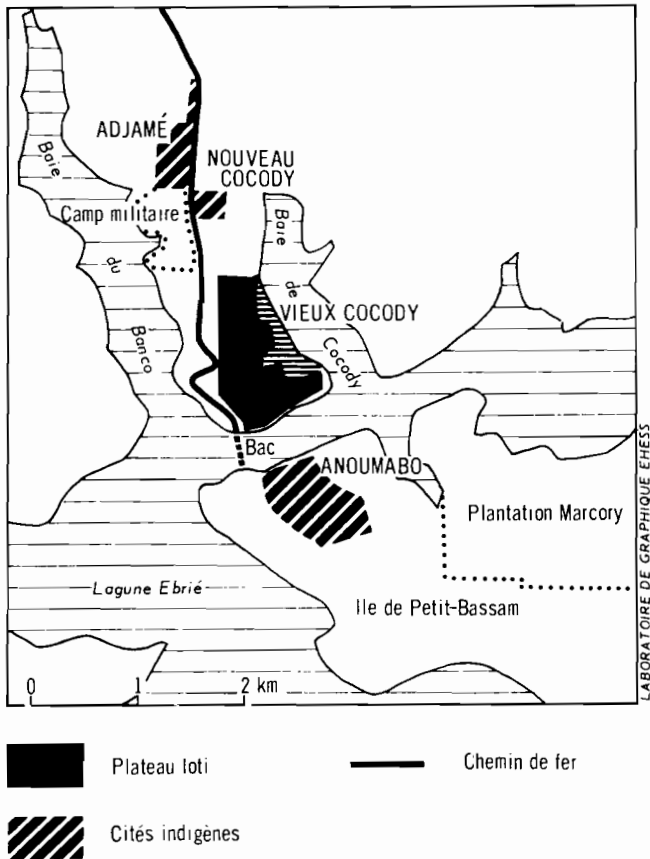 ADJAMÉ
NOUVEAU
COCODY
Baie
du
Banco
Camp militaire
Baie
de
Cocody
VIEUX COCODY
Bac
ANOUMABO
Plantation Marcory
Lagune Ebrié
Ile de Petit-Bassam
0 1 2 km
LABORATOIRE DE GRAPHIQUE EHESS
Plateau loti
Chemin de fer
Cités indigènes